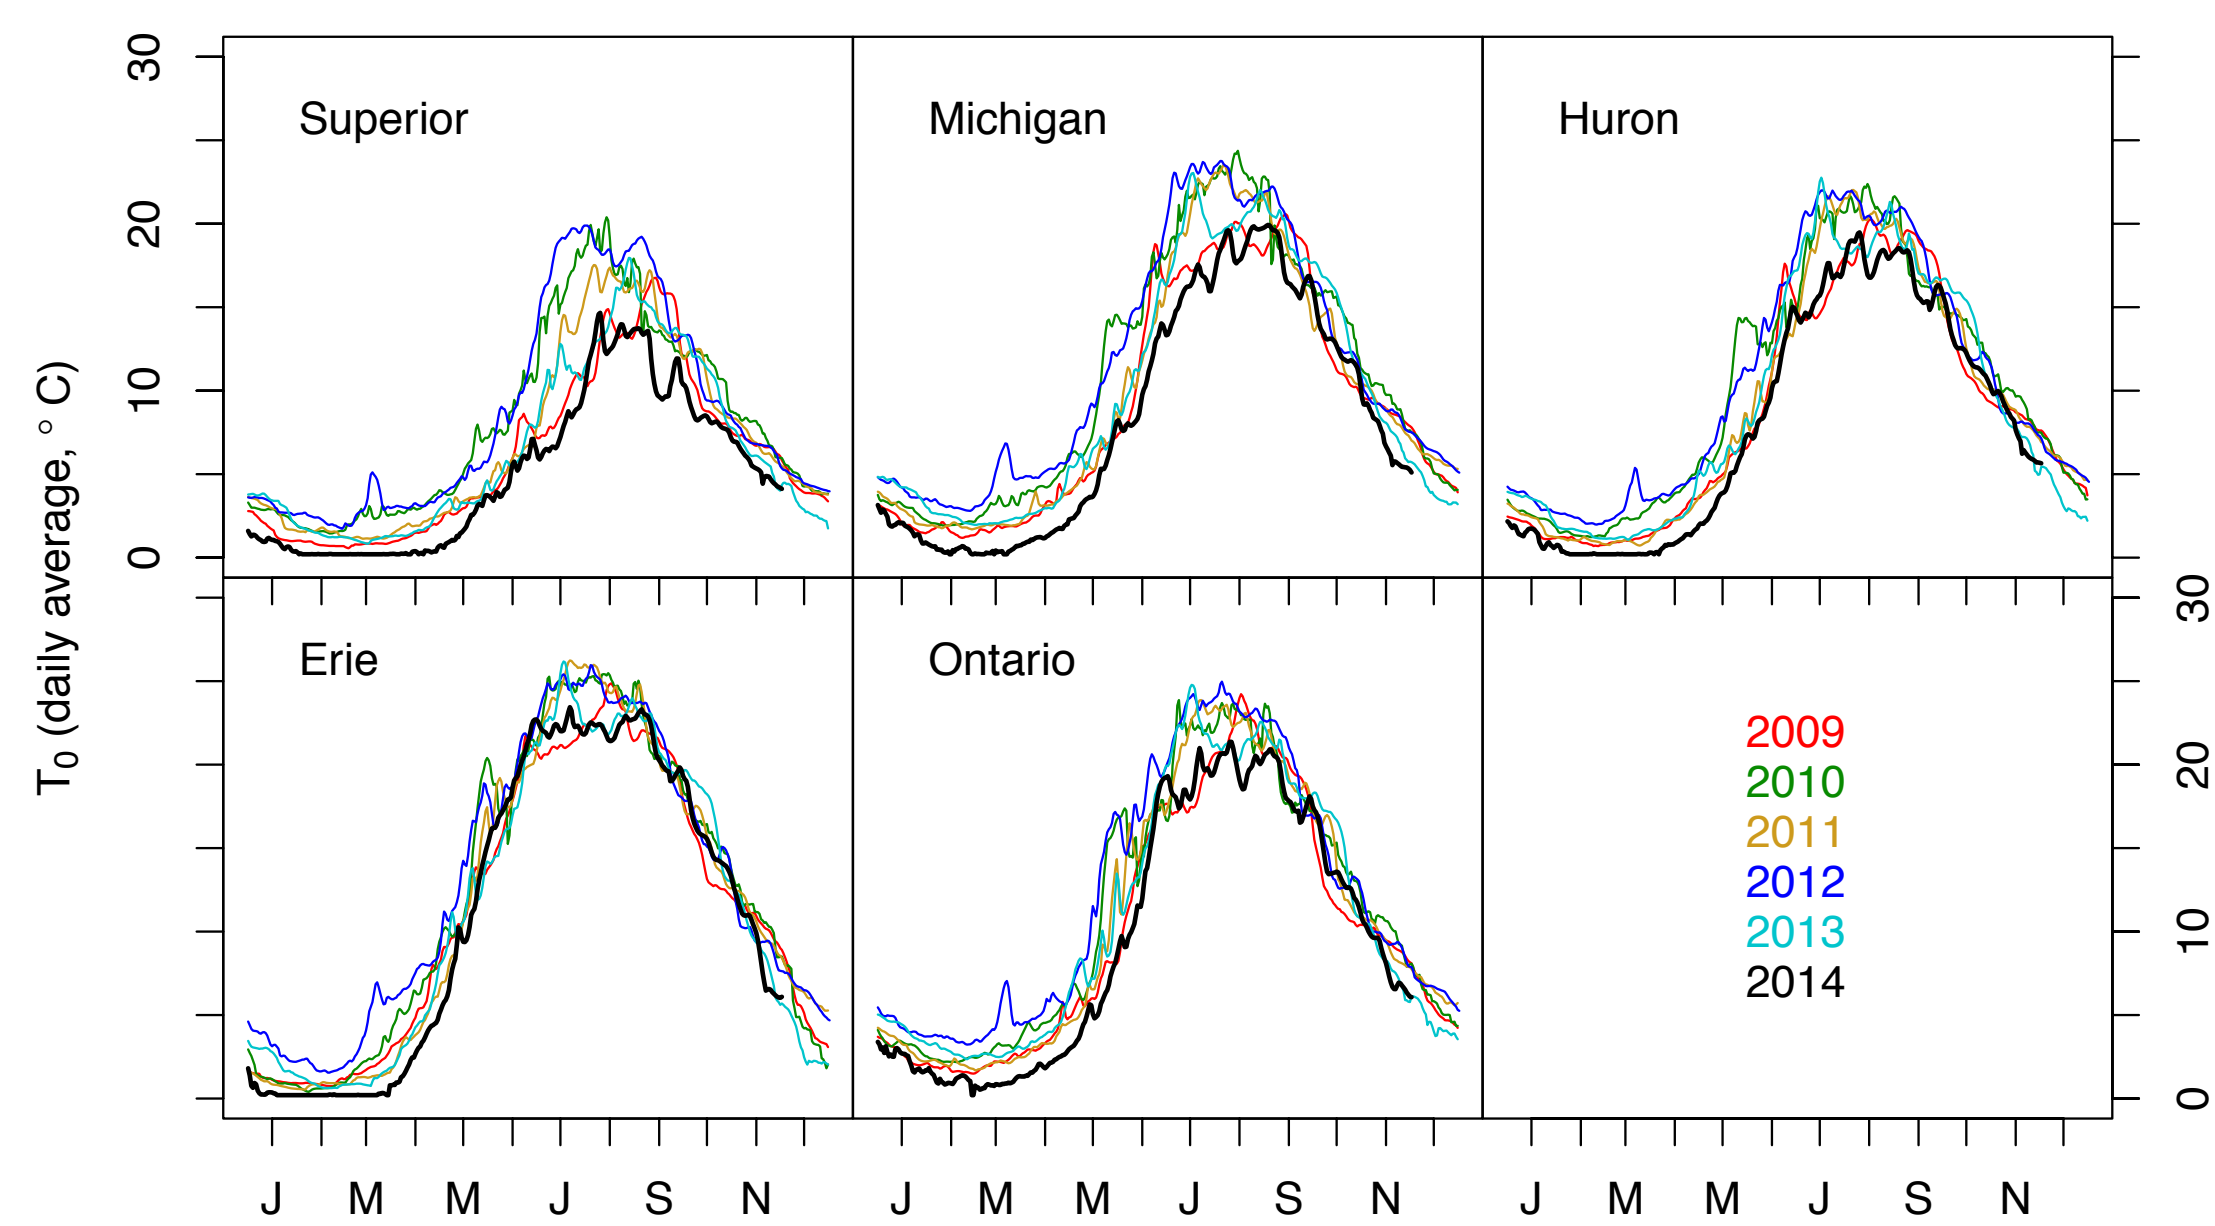 Superior
Michigan
Huron
30
20
10
0
T₀ (daily average, ° C)
Erie
Ontario
2009
2010
2011
2012
2013
2014
30
20
10
0
J M M J S N
J M M J S N
J M M J S N